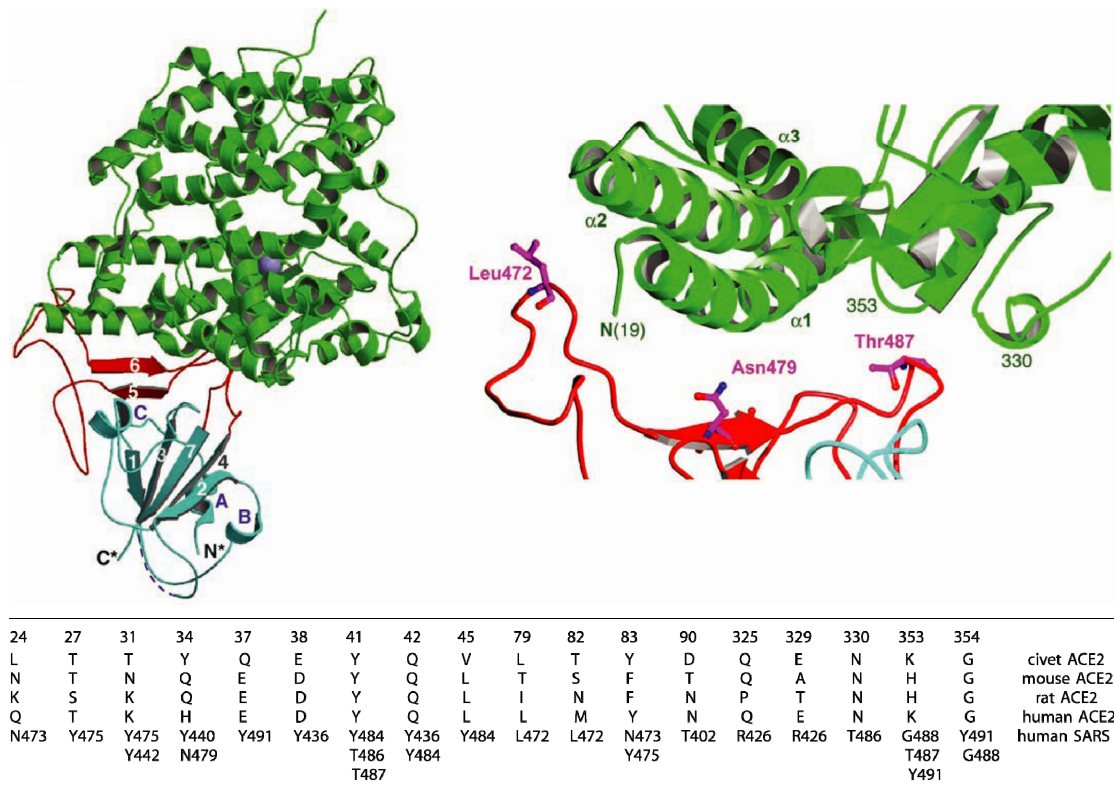 6
5
C
1
3
7
4
2
A
B
C*
N*
α3
α2
Leu472
353
α1
N(19)
Thr487
330
Asn479
24 27 31 34 37 38 41 42 45 79 82 83 90 325 329 330 353 354
L T T Y Q E Y Q V L T Y D Q E N K G civet ACE2
N T N Q E D Y Q L T S F T Q A N H G mouse ACE2
K S K Q E D Y Q L I N F N P T N H G rat ACE2
Q T K H E D Y Q L L M Y N Q E N K G human ACE2
N473 Y475 Y475 Y440 Y491 Y436 Y484 Y436 Y484 L472 L472 N473 T402 R426 R426 T486 G488 Y491 human SARS
Y442 N479 T486 Y484 Y475 T487 G488
T487 Y491